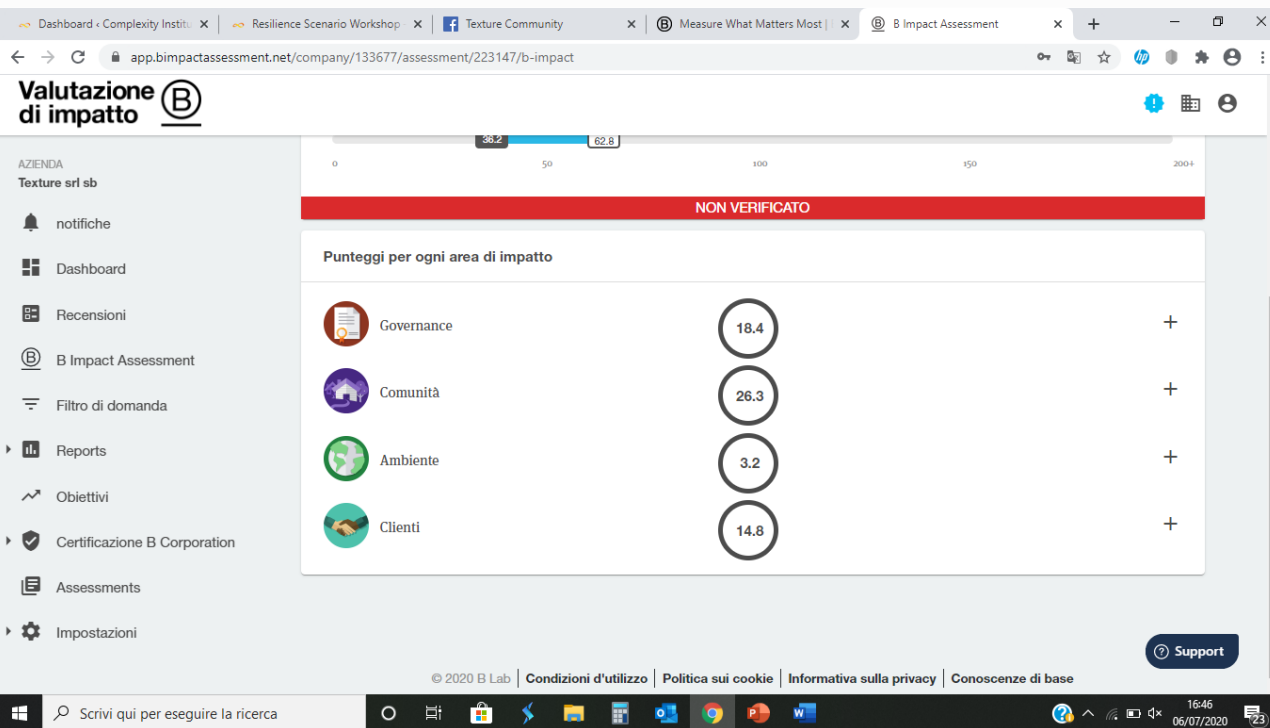 Dashboard ‹ Complexity Institu
Resilience Scenario Workshop -
Texture Community
Measure What Matters Most |
B Impact Assessment
app.bimpactassessment.net/company/133677/assessment/223147/b-impact
Valutazione
di impatto
B
AZIENDA
Texture srl sb
notifiche
Dashboard
Recensioni
B Impact Assessment
Filtro di domanda
Reports
Obiettivi
Certificazione B Corporation
Assessments
Impostazioni
62.8
0 50 100 150 200+
NON VERIFICATO
Punteggi per ogni area di impatto
Governance 18.4 +
Comunità 26.3 +
Ambiente 3.2 +
Clienti 14.8 +
Support
© 2020 B Lab | Condizioni d'utilizzo | Politica sui cookie | Informativa sulla privacy | Conoscenze di base
Scrivi qui per eseguire la ricerca
16:46
06/07/2020
23